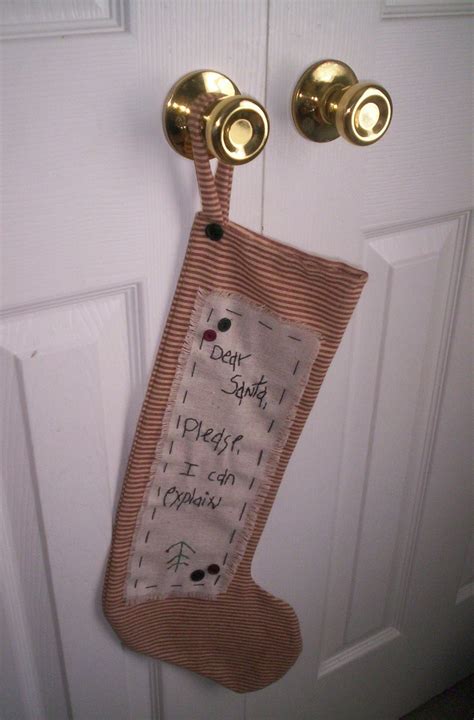 Dear
Santa,
Please,
I can
explain